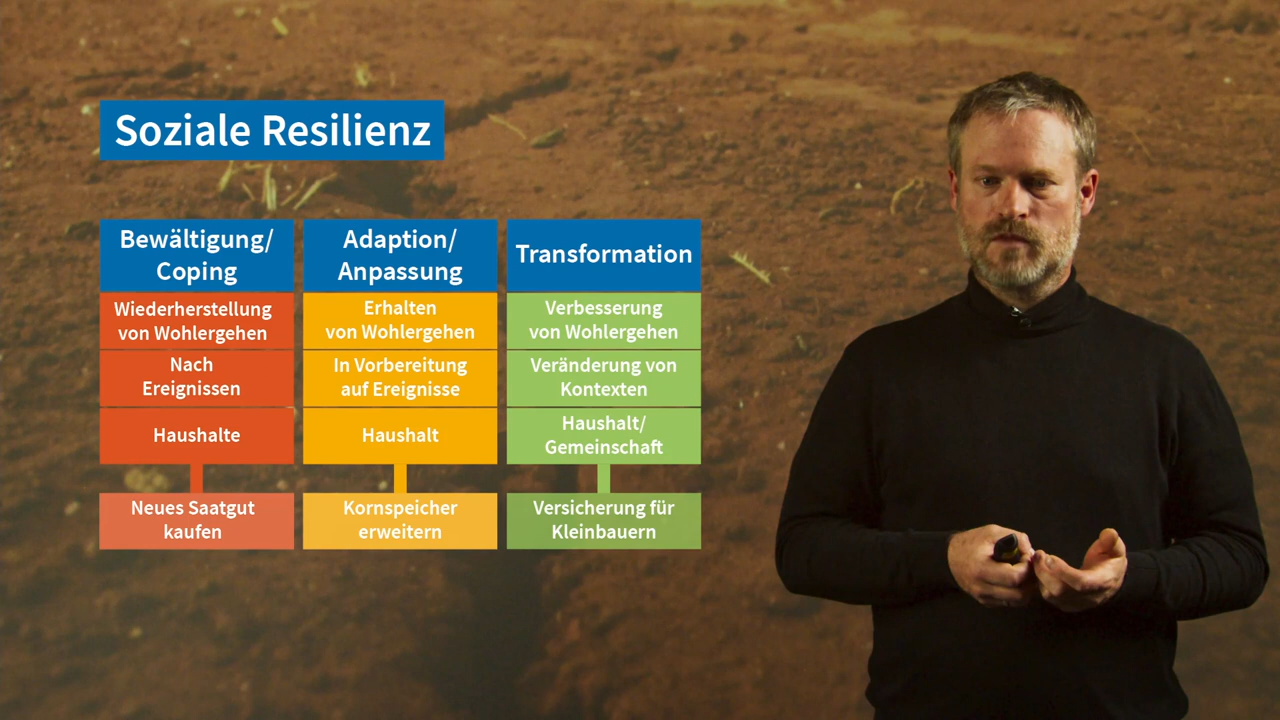 Soziale Resilienz
Bewältigung/
Coping
Wiederherstellung
von Wohlergehen
Nach
Ereignissen
Haushalte
Neues Saatgut
kaufen
Adaption/
Anpassung
Erhalten
von Wohlergehen
In Vorbereitung
auf Ereignisse
Haushalt
Kornspeicher
erweitern
Transformation
Verbesserung
von Wohlergehen
Veränderung von
Kontexten
Haushalt/
Gemeinschaft
Versicherung für
Kleinbauern